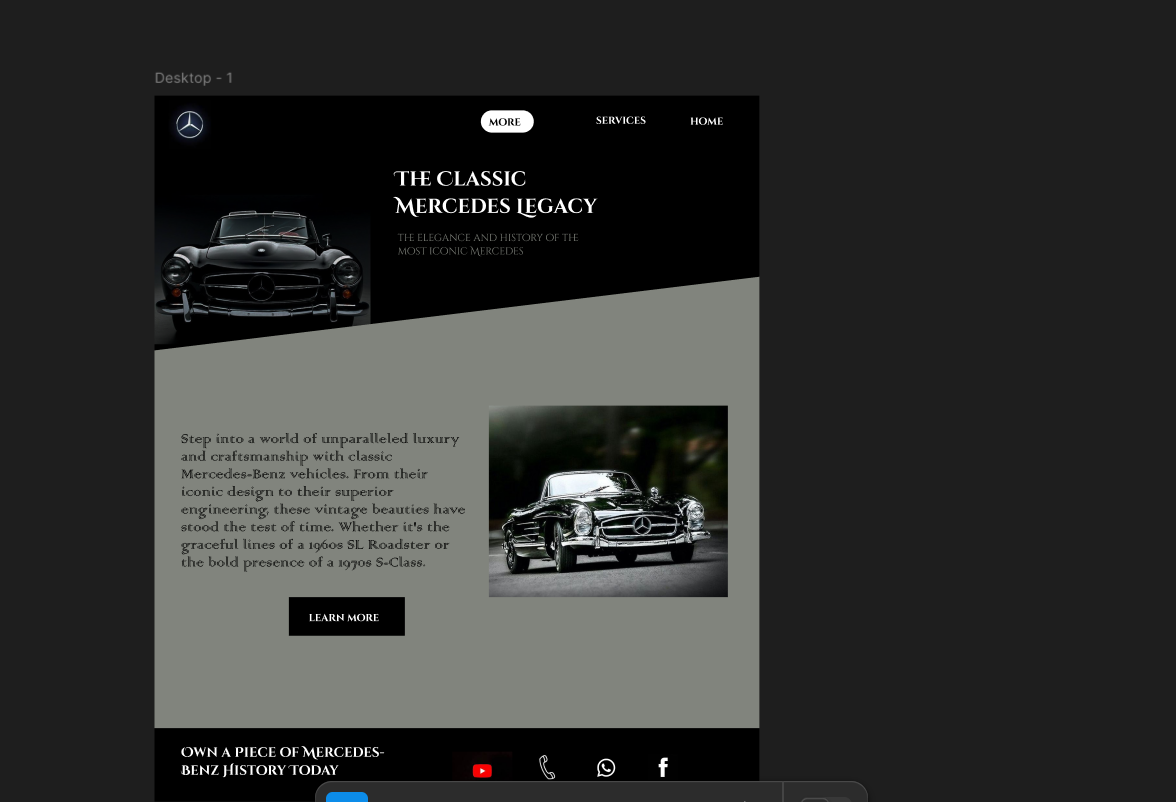 Desktop - 1
MORE
SERVICES
HOME
The Classic
Mercedes Legacy
The elegance and history of the
most iconic Mercedes
Step into a world of unparalleled luxury
and craftsmanship with classic
Mercedes-Benz vehicles. From their
iconic design to their superior
engineering, these vintage beauties have
stood the test of time. Whether it's the
graceful lines of a 1960s SL Roadster or
the bold presence of a 1970s S-Class.
LEARN MORE
Own a piece of Mercedes-
Benz History Today